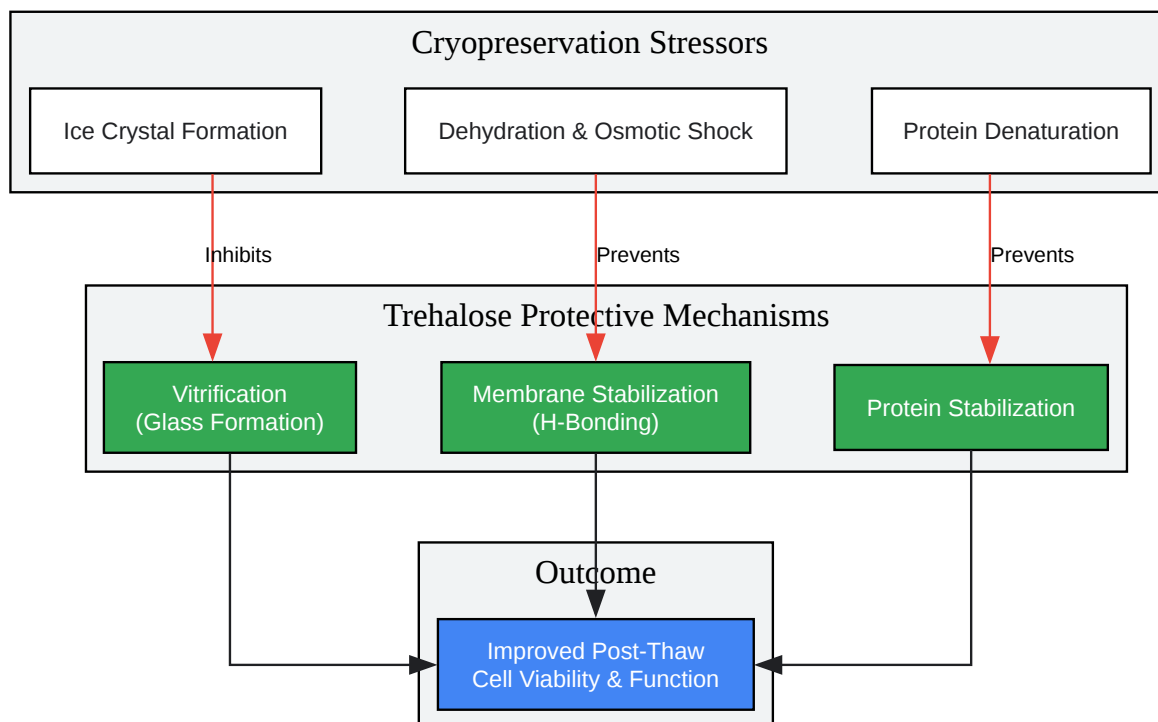 Cryopreservation Stressors
Ice Crystal Formation
Dehydration & Osmotic Shock
Protein Denaturation
Inhibits
Prevents
Prevents
Trehalose Protective Mechanisms
Vitrification
(Glass Formation)
Membrane Stabilization
(H-Bonding)
Protein Stabilization
Outcome
Improved Post-Thaw
Cell Viability & Function